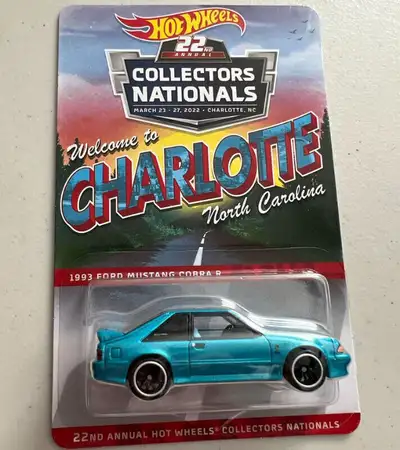 HOT WHEELS
22ND
ANNUAL
COLLECTORS
NATIONALS
MARCH 23 - 27, 2022 • CHARLOTTE, NC
Welcome to
CHARLOTTE
North Carolina
1993 FORD MUSTANG COBRA R
22ND ANNUAL HOT WHEELS® COLLECTORS NATIONALS